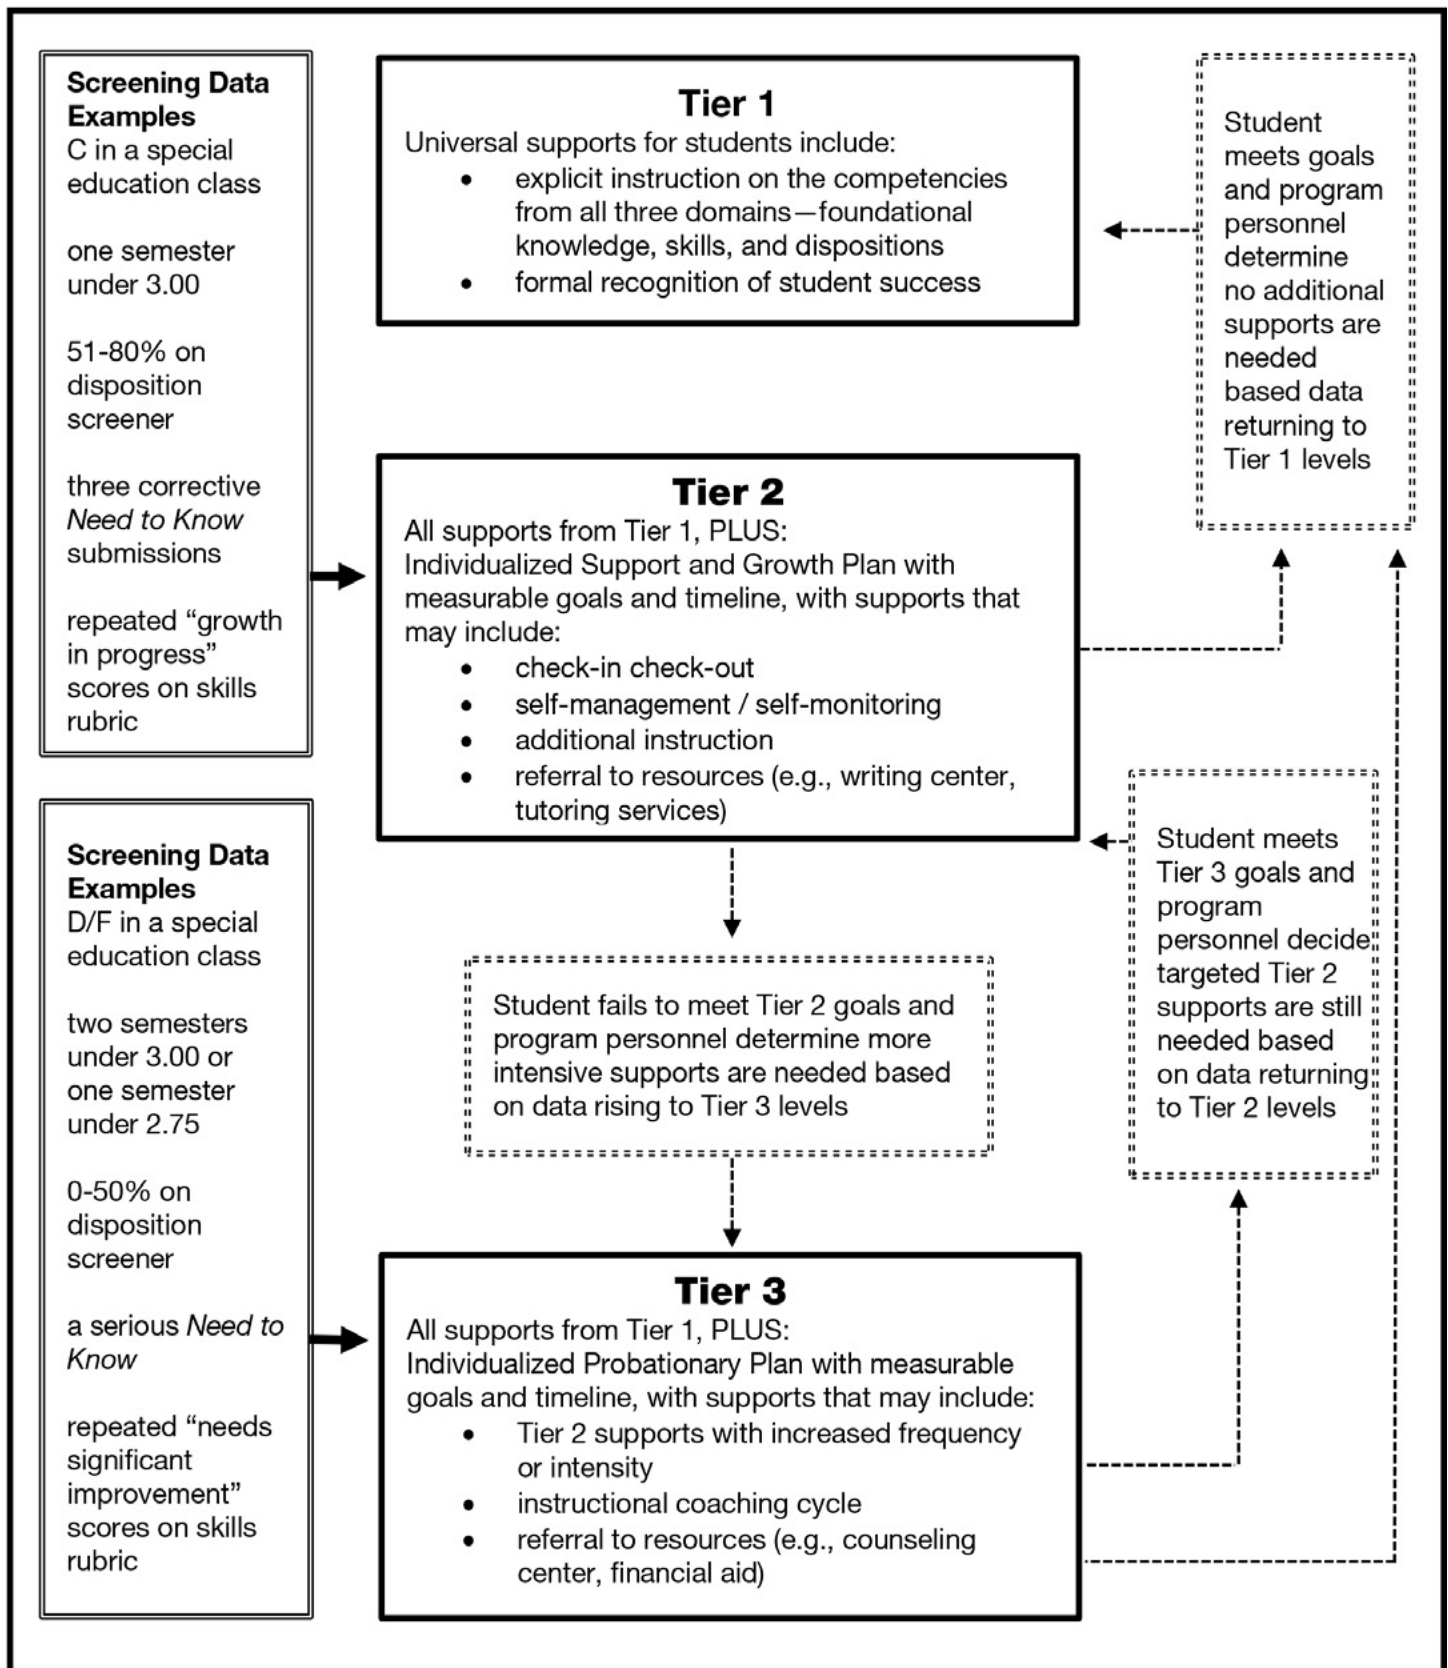 Screening Data
Examples
C in a special
education class
one semester
under 3.00
51-80% on
disposition
screener
three corrective
Need to Know
submissions
repeated “growth
in progress”
scores on skills
rubric
Tier 1
Universal supports for students include:
• explicit instruction on the competencies
from all three domains—foundational
knowledge, skills, and dispositions
• formal recognition of student success
Student
meets goals
and program
personnel
determine
no additional
supports are
needed
based data
returning to
Tier 1 levels
Tier 2
All supports from Tier 1, PLUS:
Individualized Support and Growth Plan with
measurable goals and timeline, with supports that
may include:
• check-in check-out
• self-management / self-monitoring
• additional instruction
• referral to resources (e.g., writing center,
tutoring services)
Screening Data
Examples
D/F in a special
education class
two semesters
under 3.00 or
one semester
under 2.75
0-50% on
disposition
screener
a serious Need to
Know
repeated “needs
significant
improvement”
scores on skills
rubric
Student fails to meet Tier 2 goals and
program personnel determine more
intensive supports are needed based
on data rising to Tier 3 levels
Student meets
Tier 3 goals and
program
personnel decide
targeted Tier 2
supports are still
needed based
on data returning
to Tier 2 levels
Tier 3
All supports from Tier 1, PLUS:
Individualized Probationary Plan with measurable
goals and timeline, with supports that may include:
• Tier 2 supports with increased frequency
or intensity
• instructional coaching cycle
• referral to resources (e.g., counseling
center, financial aid)